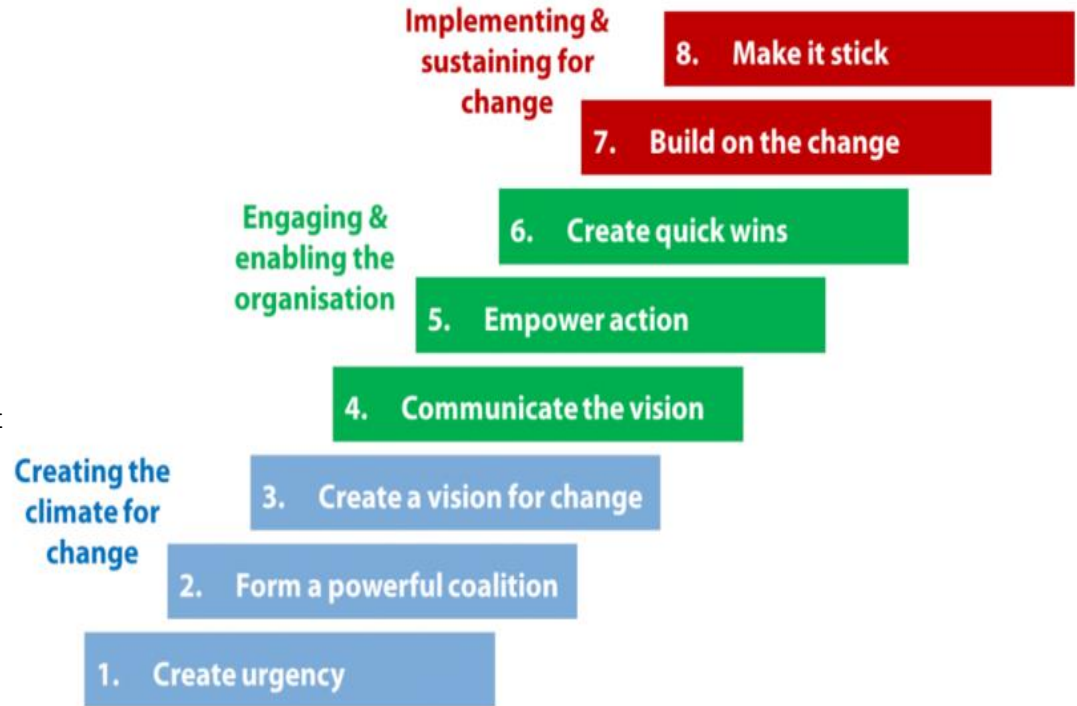 Implementing &
sustaining for
change
8. Make it stick
7. Build on the change
Engaging &
enabling the
organisation
6. Create quick wins
5. Empower action
4. Communicate the vision
Creating the
climate for
change
3. Create a vision for change
2. Form a powerful coalition
1. Create urgency